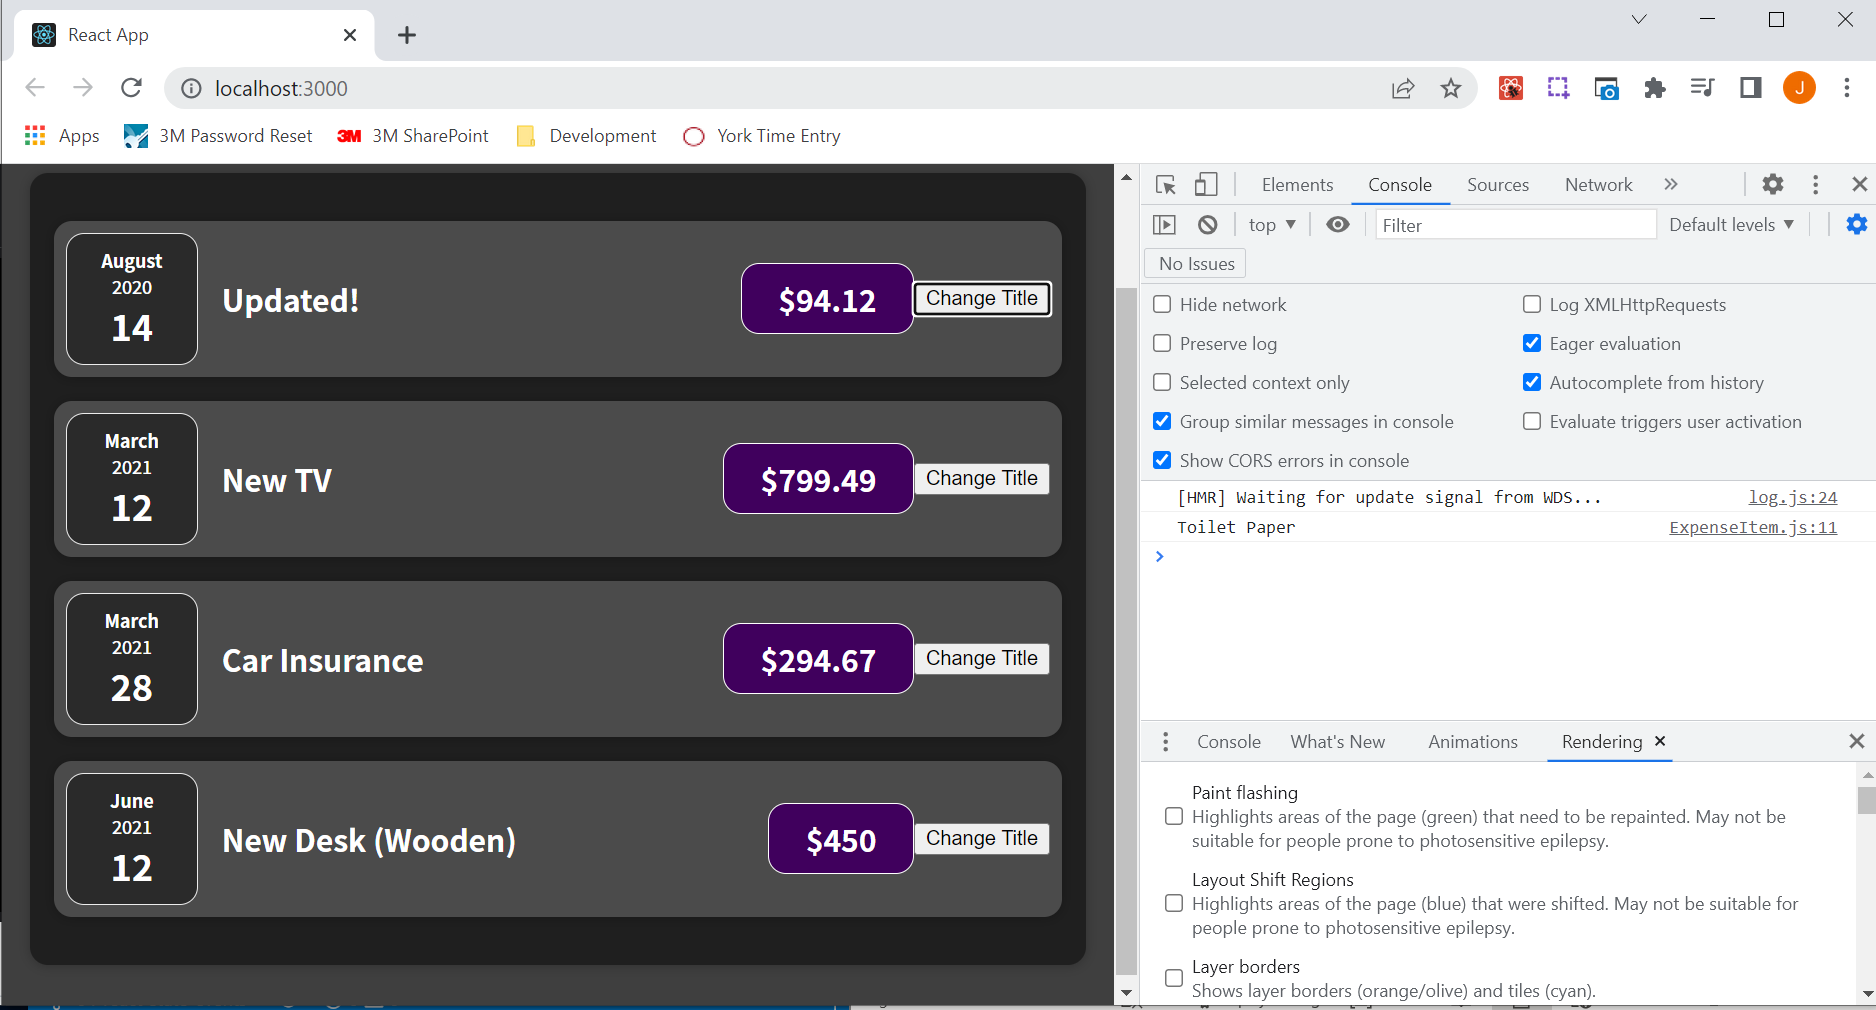 React App
localhost:3000
J
Apps
3M Password Reset
3M 3M SharePoint
Development
York Time Entry
August
2020
14
Updated!
$94.12
Change Title
March
2021
12
New TV
$799.49
Change Title
March
2021
28
Car Insurance
$294.67
Change Title
June
2021
12
New Desk (Wooden)
$450
Change Title
Elements Console Sources Network
top Filter Default levels
No Issues
Hide network Log XMLHttpRequests
Preserve log Eager evaluation
Selected context only Autocomplete from history
Group similar messages in console Evaluate triggers user activation
Show CORS errors in console
[HMR] Waiting for update signal from WDS... log.js:24
Toilet Paper ExpenseItem.js:11
Console What's New Animations Rendering
Paint flashing
Highlights areas of the page (green) that need to be repainted. May not be
suitable for people prone to photosensitive epilepsy.
Layout Shift Regions
Highlights areas of the page (blue) that were shifted. May not be suitable for
people prone to photosensitive epilepsy.
Layer borders
Shows layer borders (orange/olive) and tiles (cyan).